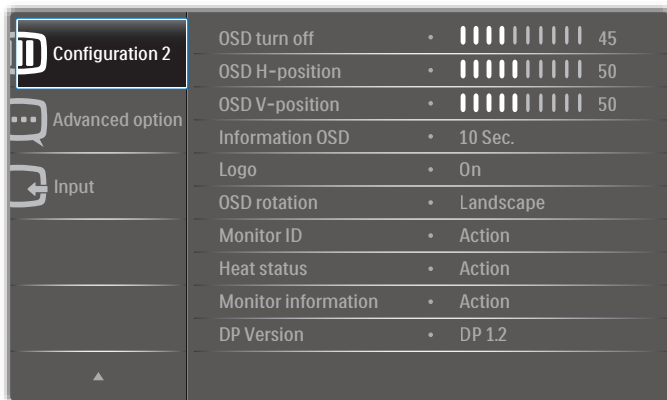 Configuration 2
Advanced option
Input
OSD turn off • 45
OSD H-position • 50
OSD V-position • 50
Information OSD • 10 Sec.
Logo • On
OSD rotation • Landscape
Monitor ID • Action
Heat status • Action
Monitor information • Action
DP Version • DP 1.2